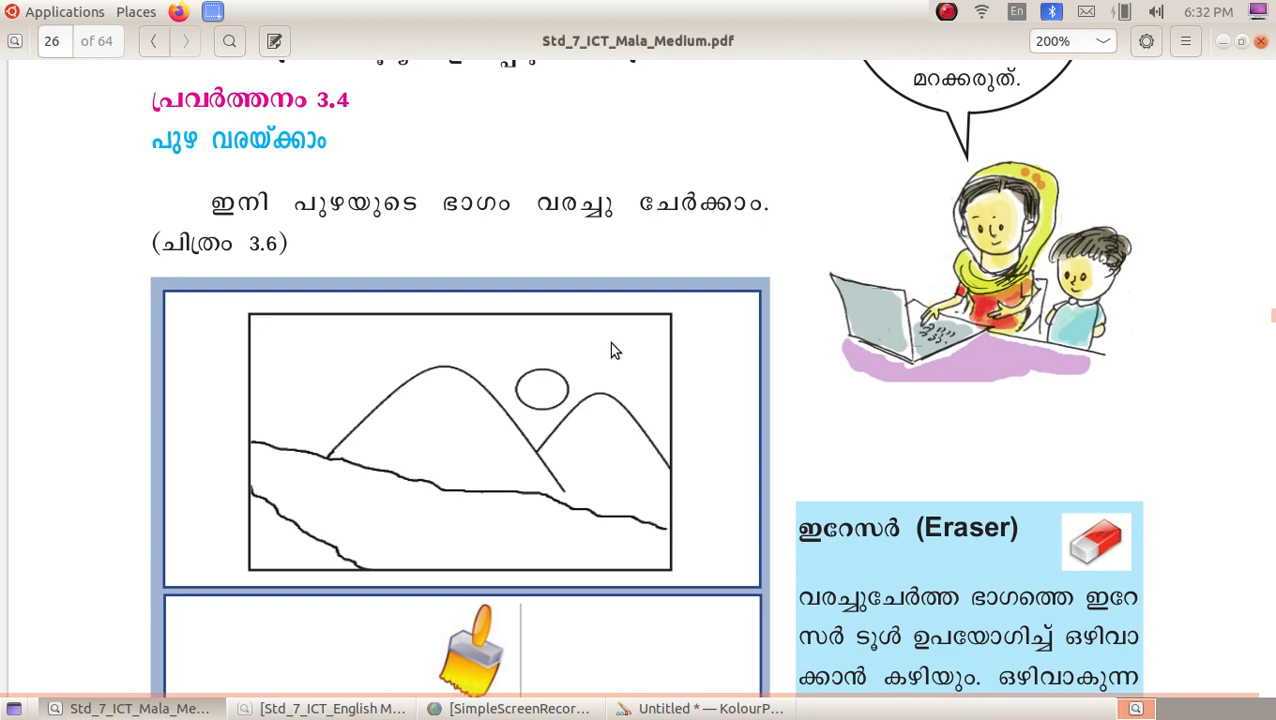 Applications Places En 6:32 PM
26 of 64 Std_7_ICT_Mala_Medium.pdf 200%
മറക്കരുത്.
പ്രവർത്തനം 3.4
പുഴ വരയ്ക്കാം
ഇനി പുഴയുടെ ഭാഗം വരച്ചു ചേർക്കാം.
(ചിത്രം 3.6)
ഇറേസർ (Eraser)
വരച്ചുചേർത്ത ഭാഗത്തെ ഇറേ
സർ ടൂൾ ഉപയോഗിച്ച് ഒഴിവാ
ക്കാൻ കഴിയും. ഒഴിവാകുന്ന
Std_7_ICT_Mala_Me... [Std_7_ICT_English M... [SimpleScreenRecor... Untitled * — KolourP...